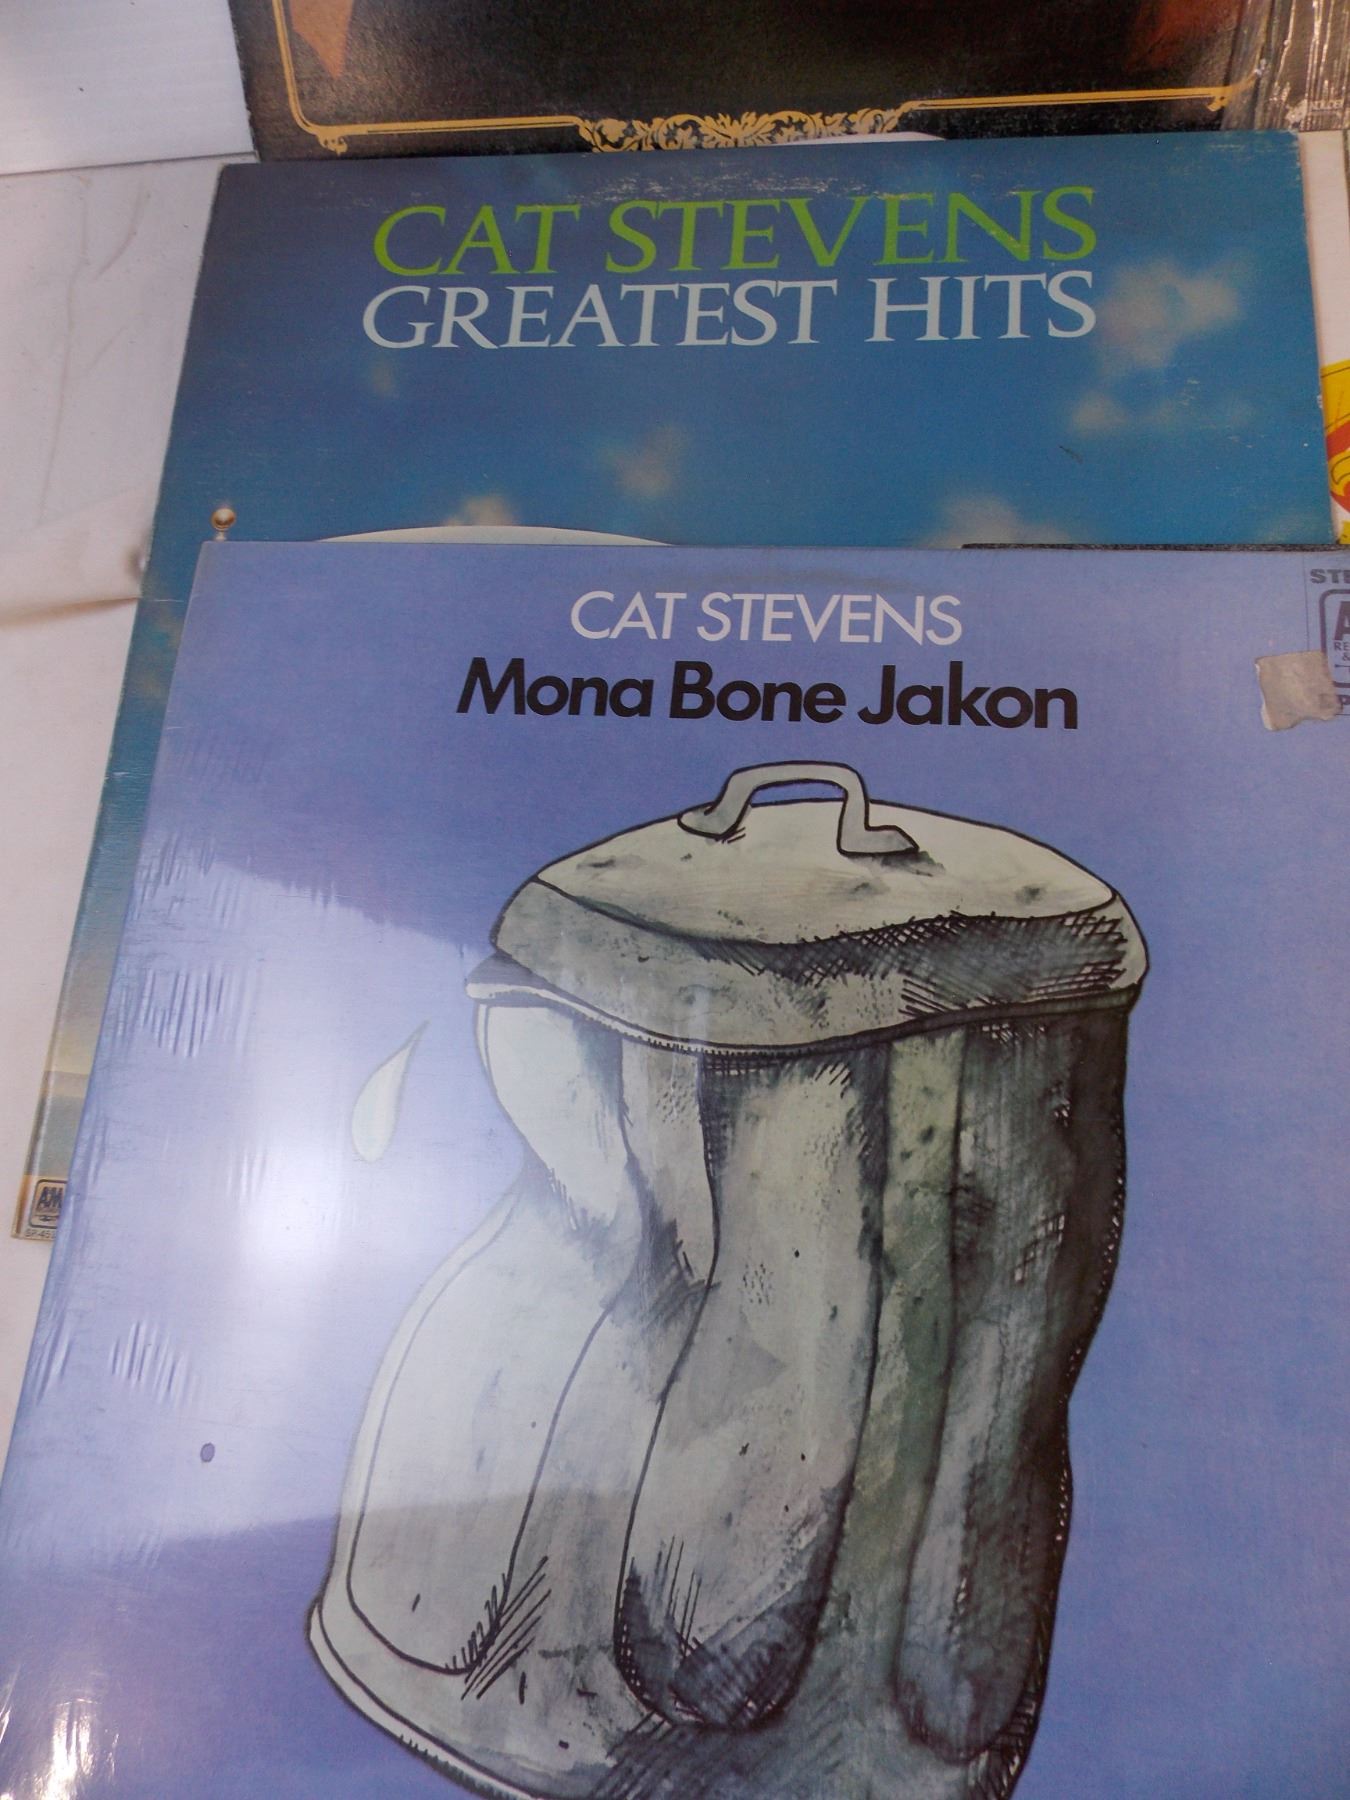 CAT STEVENS
GREATEST HITS
CAT STEVENS
Mona Bone Jakon